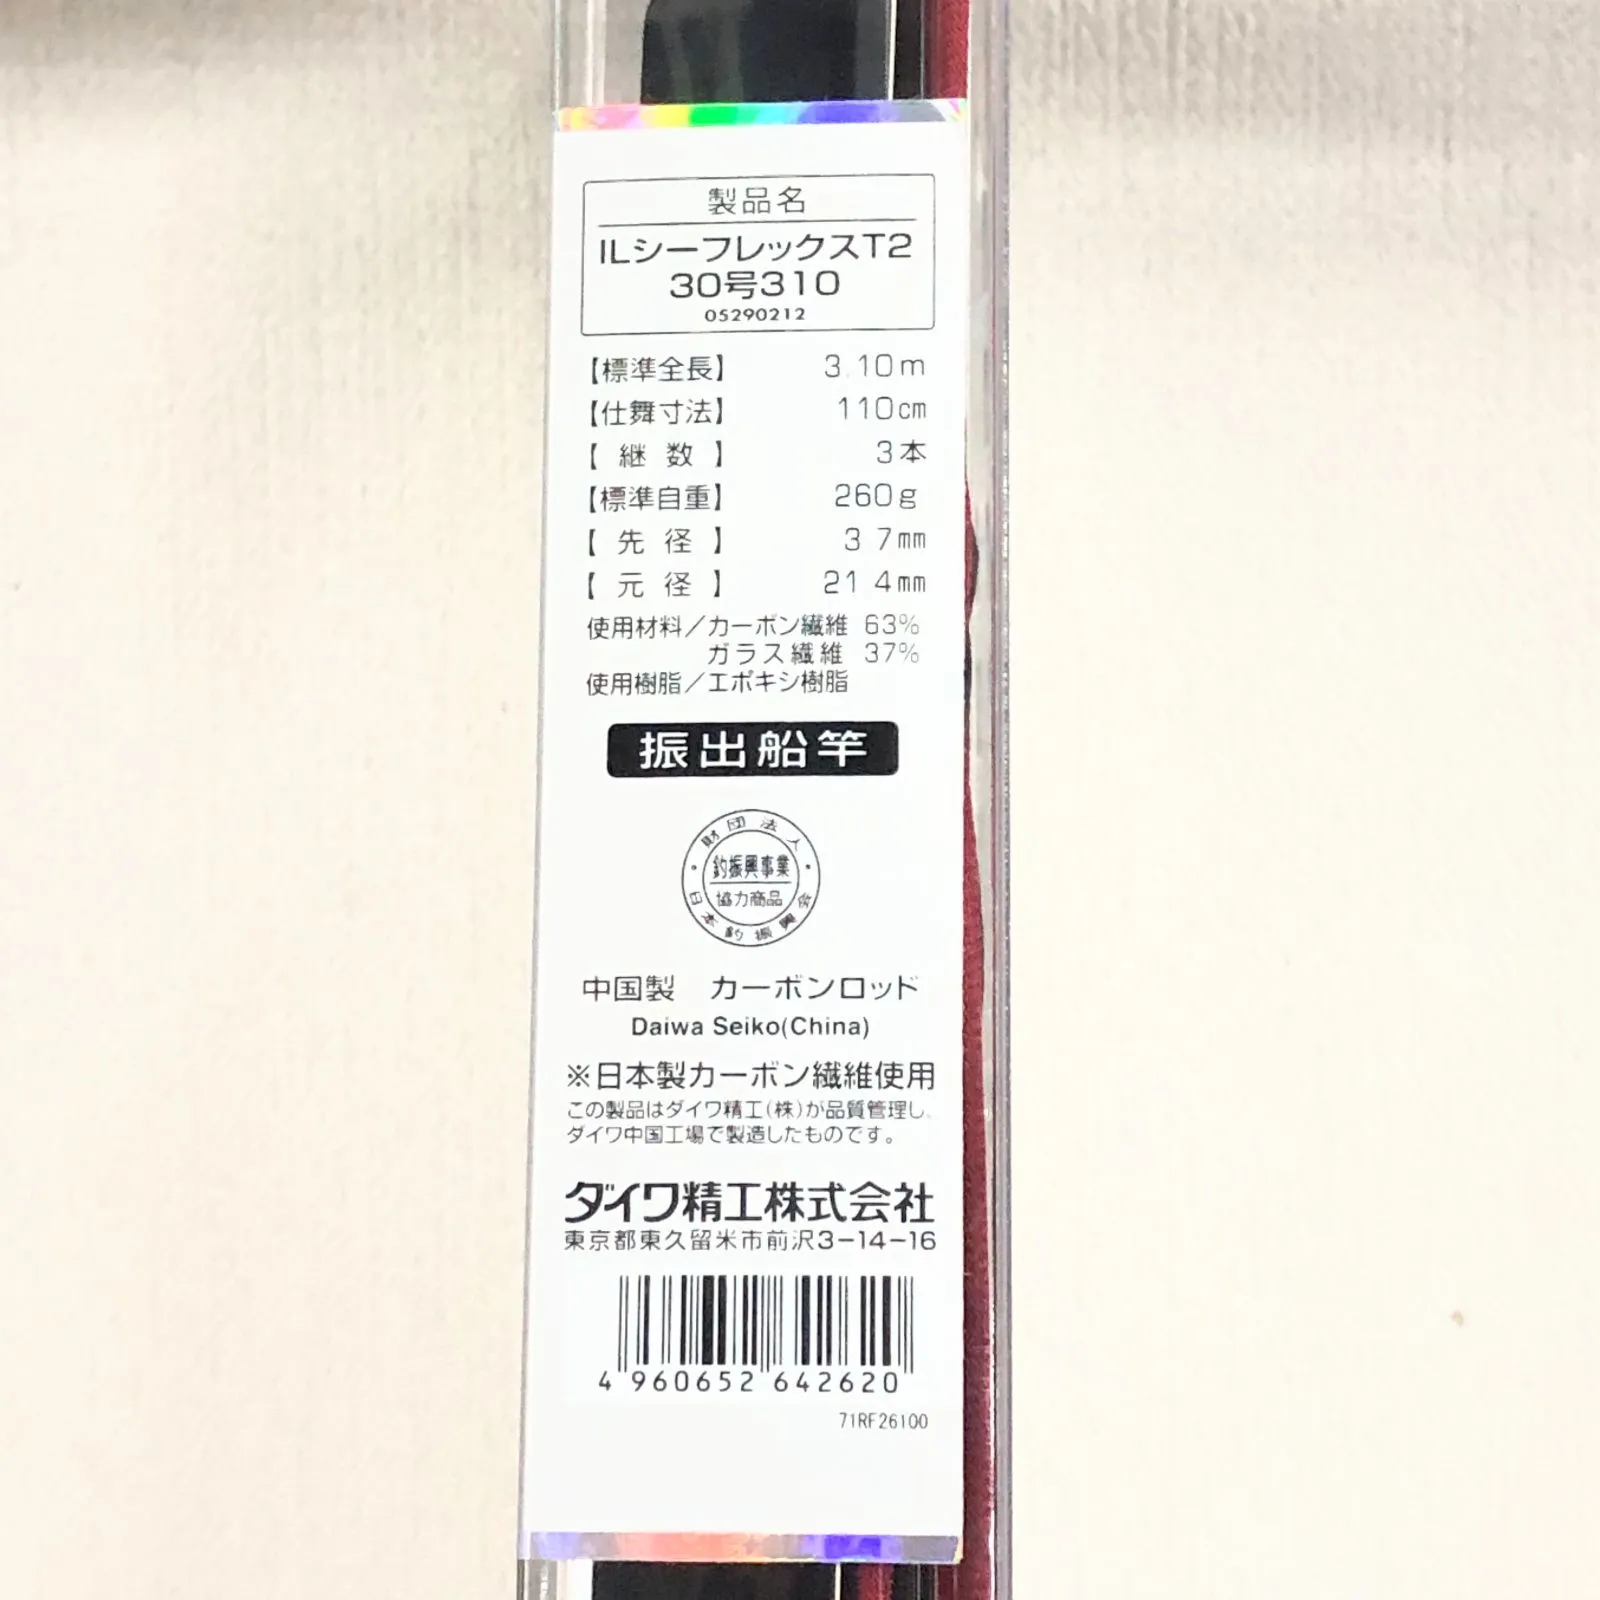 製品名
ILシーフレックスT2
30号310
05290212
【標準全長】 3.10m
【仕舞寸法】 110cm
【継数】 3本
【標準自重】 260g
【先径】 3 7mm
【元径】 21 4mm
使用材料/カーボン繊維 63%
ガラス繊維 37%
使用樹脂/エポキシ樹脂
振出船竿
財団法人
釣振興事業
協力商品
日本釣振興会
中国製 カーボンロッド
Daiwa Seiko(China)
※日本製カーボン繊維使用
この製品はダイワ精工(株)が品質管理し、
ダイワ中国工場で製造したものです。
ダイワ精工株式会社
東京都東久留米市前沢3-14-16
4 960652 642620
71RF26100